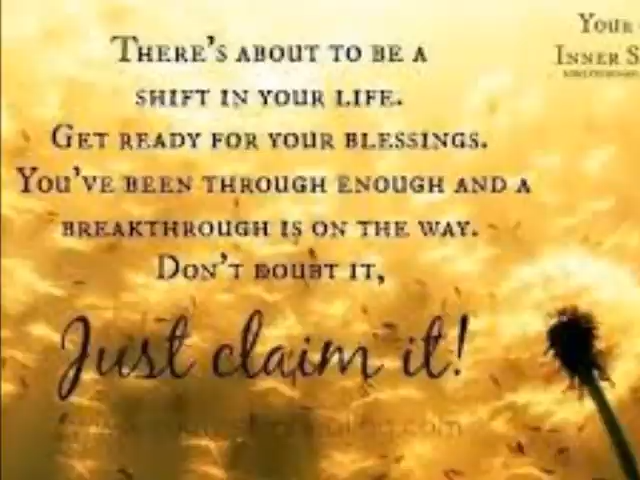 There's about to be a
shift in your life.
Get ready for your blessings.
You've been through enough and a
breakthrough is on the way.
Don't doubt it,
Just claim it!
Your
Inner S